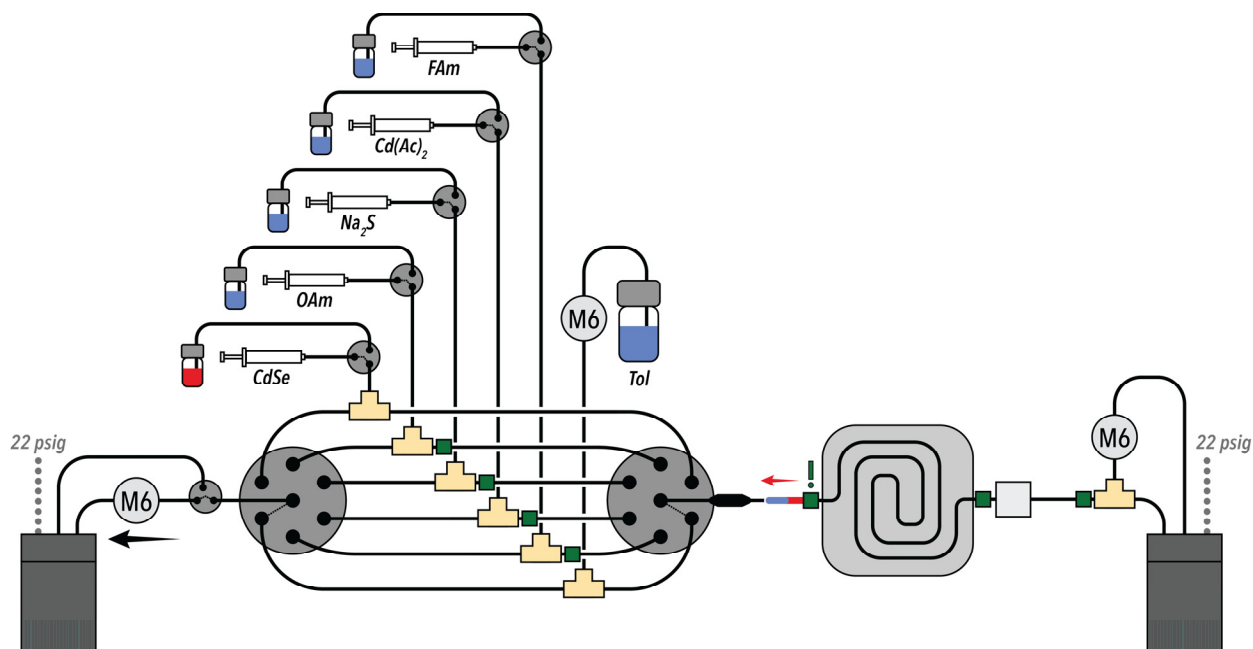 FAm
Cd(Ac)₂
Na₂S
OAm
CdSe
M6
Tol
22 psig
M6
!
M6
22 psig